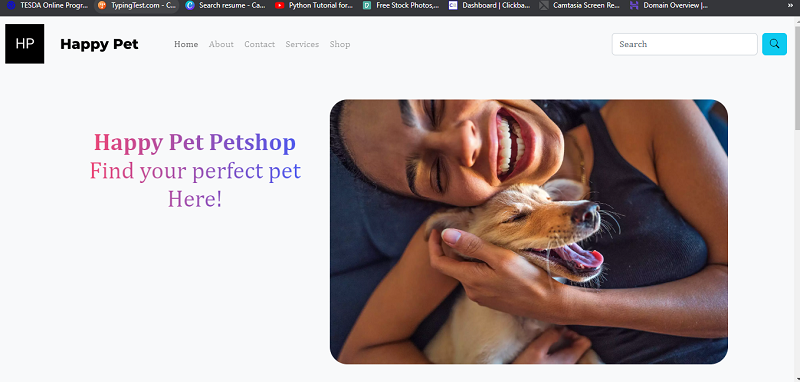 TESDA Online Progr...
TypingTest.com - C...
Search resume - Ca...
Python Tutorial for...
Free Stock Photos,...
Dashboard | Clickba...
Camtasia Screen Re...
Domain Overview |...
»
HP
Happy Pet
Home
About
Contact
Services
Shop
Search
Happy Pet Petshop
Find your perfect pet
Here!